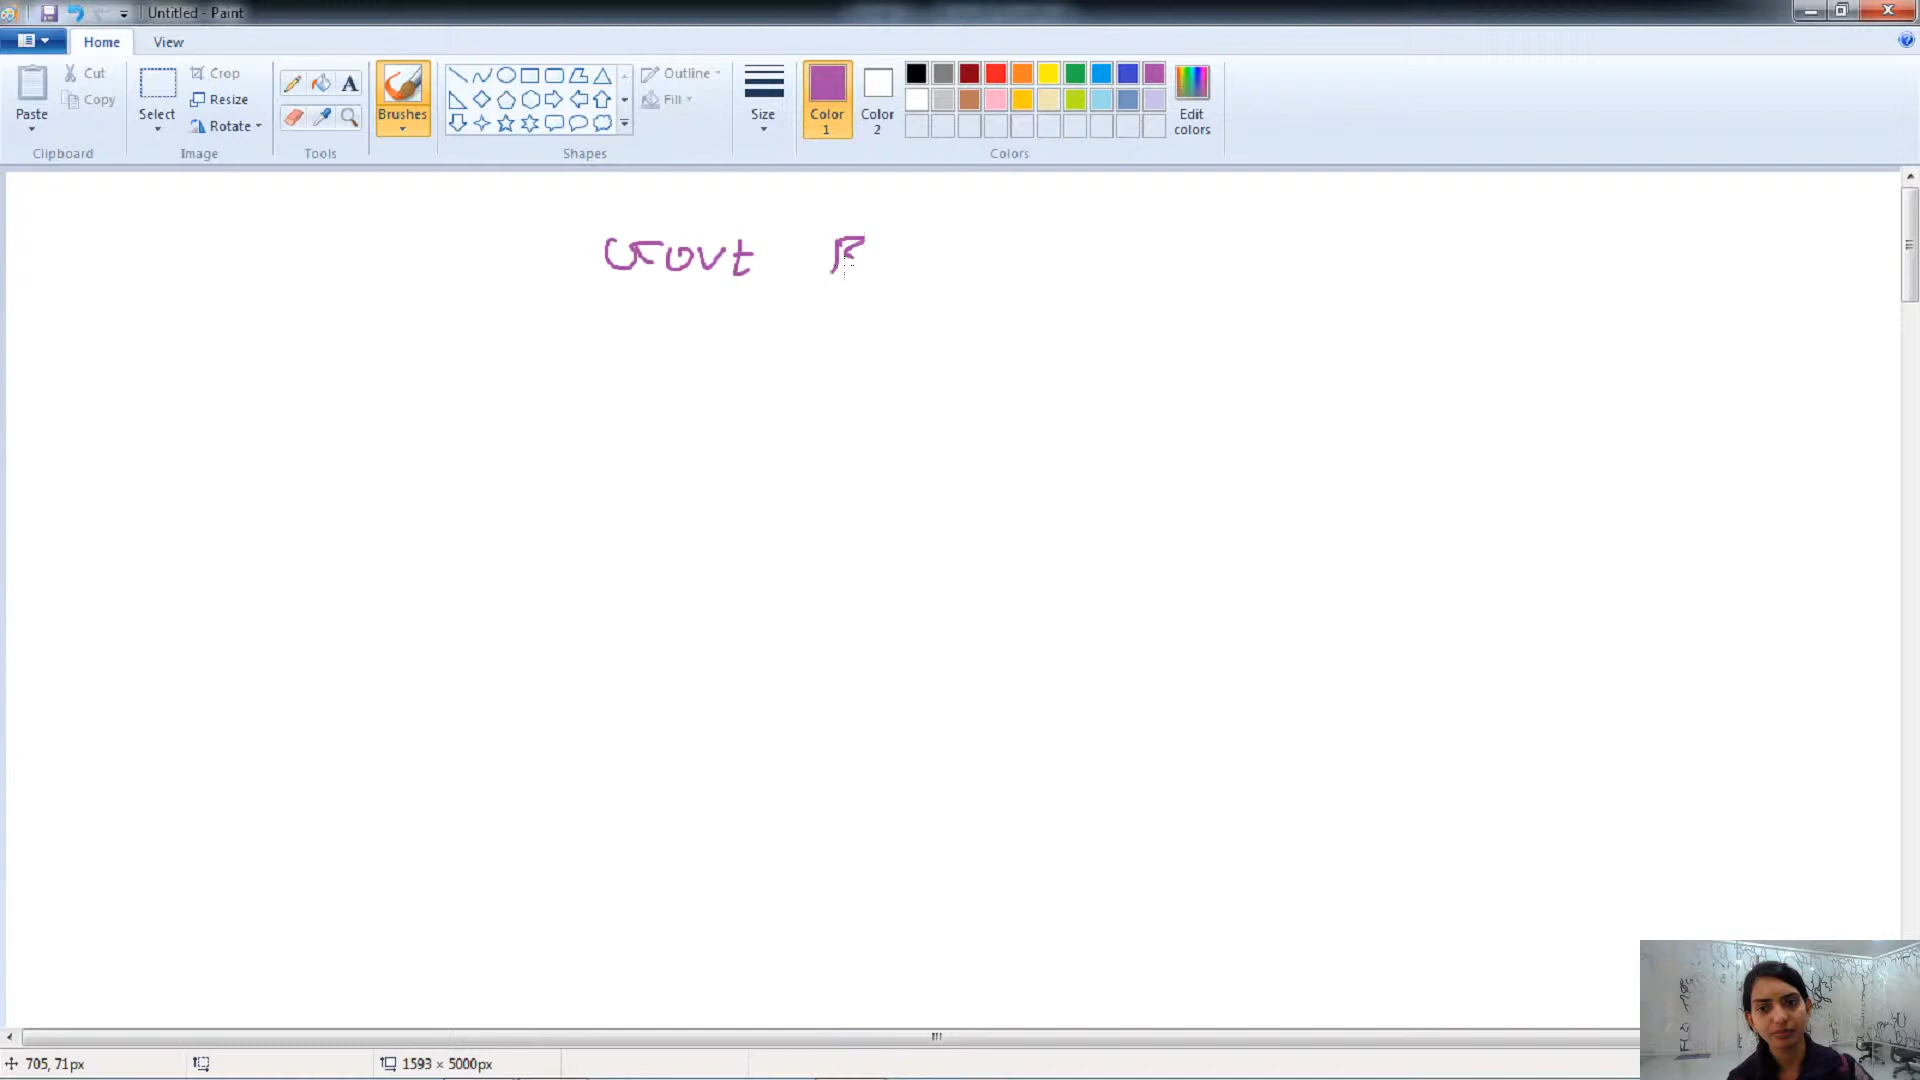 Untitled - Paint
Home View
Paste Cut Copy Select Crop Resize Rotate Brushes Outline Fill Size Color 1 Color 2 Edit colors
Clipboard Image Tools Shapes Colors
Govt
705, 71px 1593 × 5000px